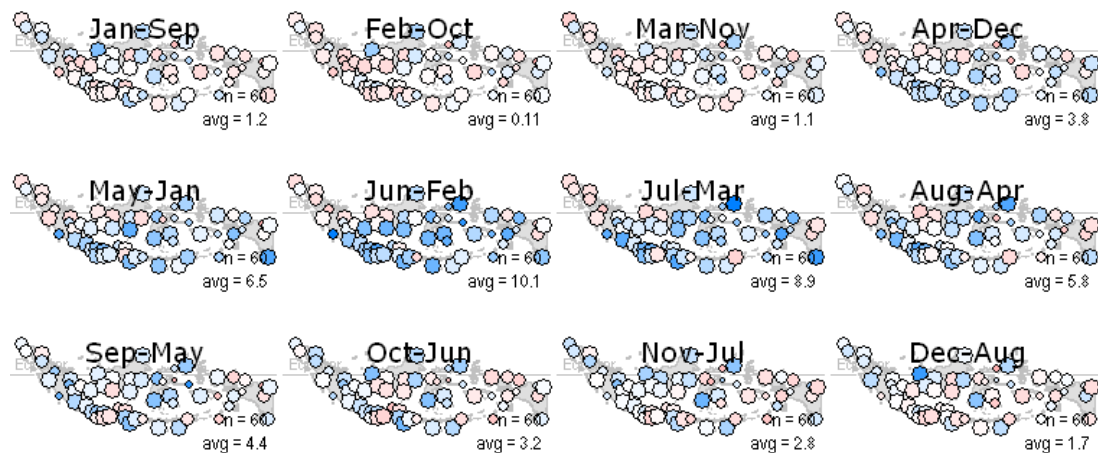 Jan-Sep
n = 60
avg = 1.2
Feb-Oct
n = 60
avg = 0.11
Mar-Nov
n = 60
avg = 1.1
Apr-Dec
n = 60
avg = 3.8
May-Jan
n = 60
avg = 6.5
Jun-Feb
n = 60
avg = 10.1
Jul-Mar
n = 60
avg = 8.9
Aug-Apr
n = 60
avg = 5.8
Sep-May
n = 60
avg = 4.4
Oct-Jun
n = 60
avg = 3.2
Nov-Jul
n = 60
avg = 2.8
Dec-Aug
n = 60
avg = 1.7